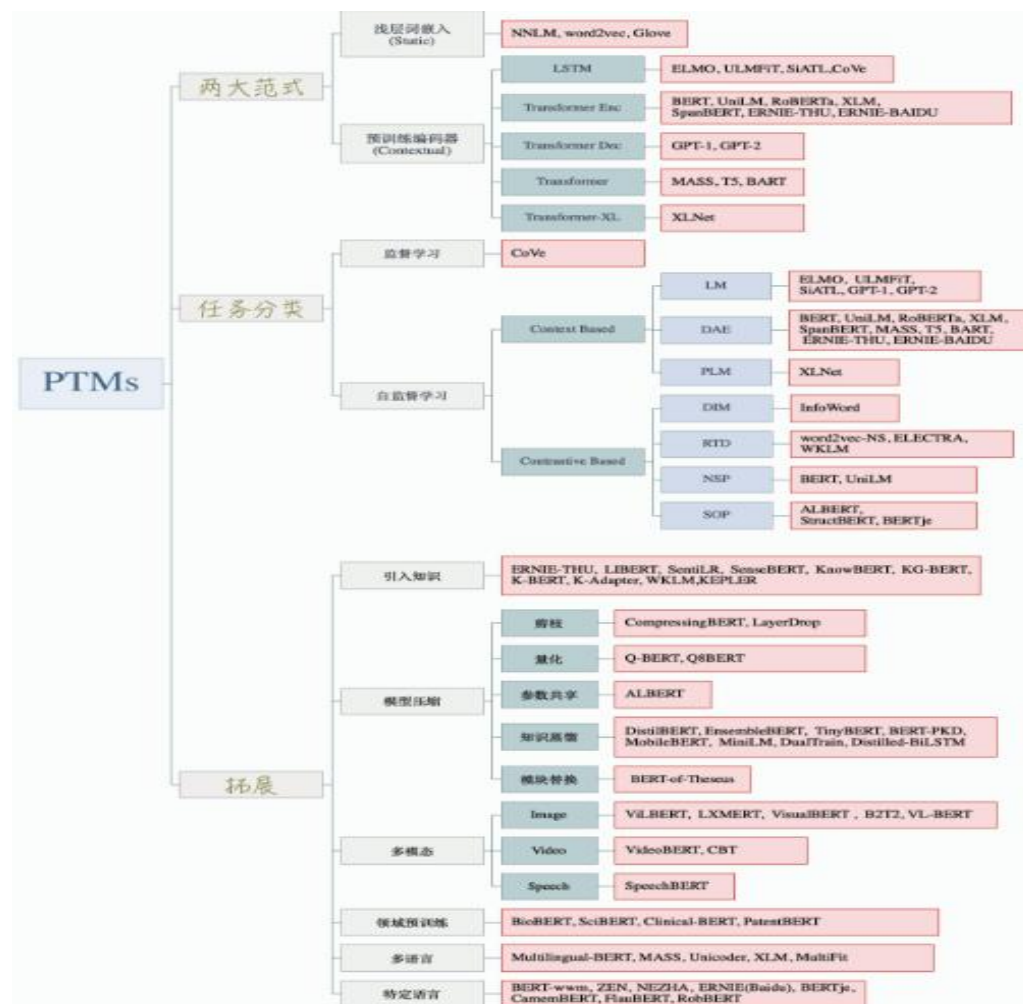 浅层词嵌入
(Static)
NNLM, word2vec, Glove
两大范式
LSTM
ELMO, ULMFiT, SiATL,CoVe
Transformer Enc
BERT, UniLM, RoBERTa, XLM,
SpanBERT, ERNIE-THU, ERNIE-BAIDU
预训练编码器
(Contextual)
Transformer Dec
GPT-1, GPT-2
Transformer
MASS, T5, BART
Transformer-XL
XLNet
监督学习
CoVe
任务分类
LM
ELMO, ULMFiT,
SiATL, GPT-1, GPT-2
Context Based
DAE
BERT, UniLM, RoBERTa, XLM,
SpanBERT, MASS, T5, BART,
ERNIE-THU, ERNIE-BAIDU
PTMs
PLM
XLNet
自监督学习
DIM
InfoWord
RTD
word2vec-NS, ELECTRA,
WKLM
Contrastive Based
NSP
BERT, UniLM
SOP
ALBERT,
StructBERT, BERTje
引入知识
ERNIE-THU, LIBERT, SentiLR, SenseBERT, KnowBERT, KG-BERT,
K-BERT, K-Adapter, WKLM,KEPLER
剪枝
CompressingBERT, LayerDrop
量化
Q-BERT, Q8BERT
模型压缩
参数共享
ALBERT
知识蒸馏
DistilBERT, EnsembleBERT, TinyBERT, BERT-PKD,
MobileBERT, MiniLM, DualTrain, Distilled-BiLSTM
拓展
模块替换
BERT-of-Theseus
Image
ViLBERT, LXMERT, VisualBERT , B2T2, VL-BERT
多模态
Video
VideoBERT, CBT
Speech
SpeechBERT
领域预训练
BioBERT, SciBERT, Clinical-BERT, PatentBERT
多语言
Multilingual-BERT, MASS, Unicoder, XLM, MultiFit
特定语言
BERT-wwm, ZEN, NEZHA, ERNIE(Baidu), BERTje,
CamemBERT, FlauBERT, RobBERT